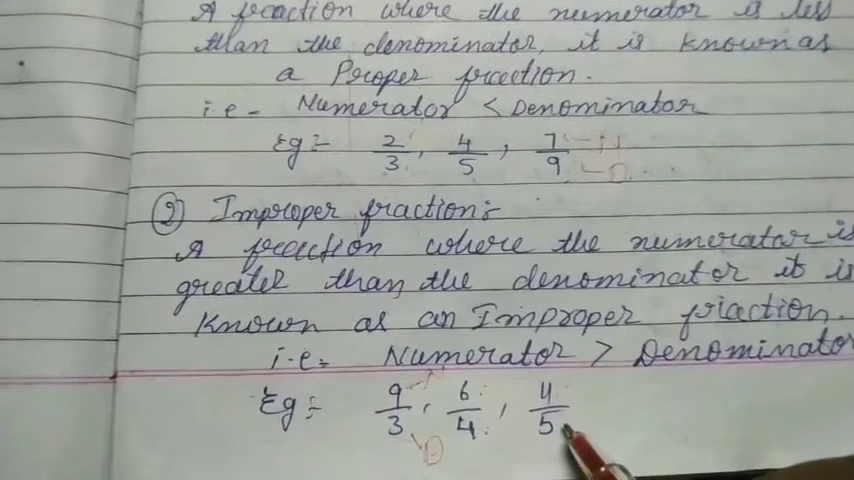 A fraction where the numerator is less
than the denominator, it is known as
a Proper fraction.
i.e - Numerator < Denominator
Eg:- 2/3, 4/5, 7/9 - N - D
② Improper fraction:-
A fraction where the numerator is
greater than the denominator it is
known as an Improper friaction.
i.e= Numerator > Denominator
Eg:- 9/3, 6/4, 4/5 N D